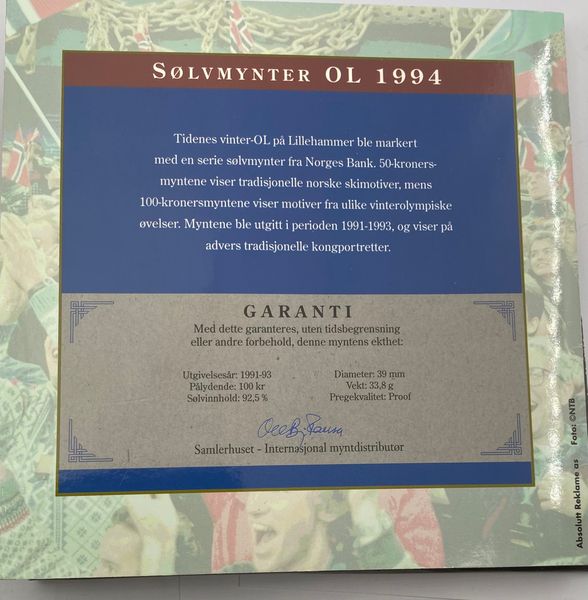 SØLVMYNTER OL 1994
Tidenes vinter-OL på Lillehammer ble markert
med en serie sølvmynter fra Norges Bank. 50-kroners-
myntene viser tradisjonelle norske skimotiver, mens
100-kronersmyntene viser motiver fra ulike vinterolympiske
øvelser. Myntene ble utgitt i perioden 1991-1993, og viser på
advers tradisjonelle kongportretter.
GARANTI
Med dette garanteres, uten tidsbegrensning
eller andre forbehold, denne myntens ekthet:
Utgivelsesår: 1991-93
Pålydende: 100 kr
Sølvinnhold: 92,5 %
Diameter: 39 mm
Vekt: 33,8 g
Pregekvalitet: Proof
Samlerhuset - Internasjonal myntdistributør
Absolutt Reklame as Foto: ©NTB